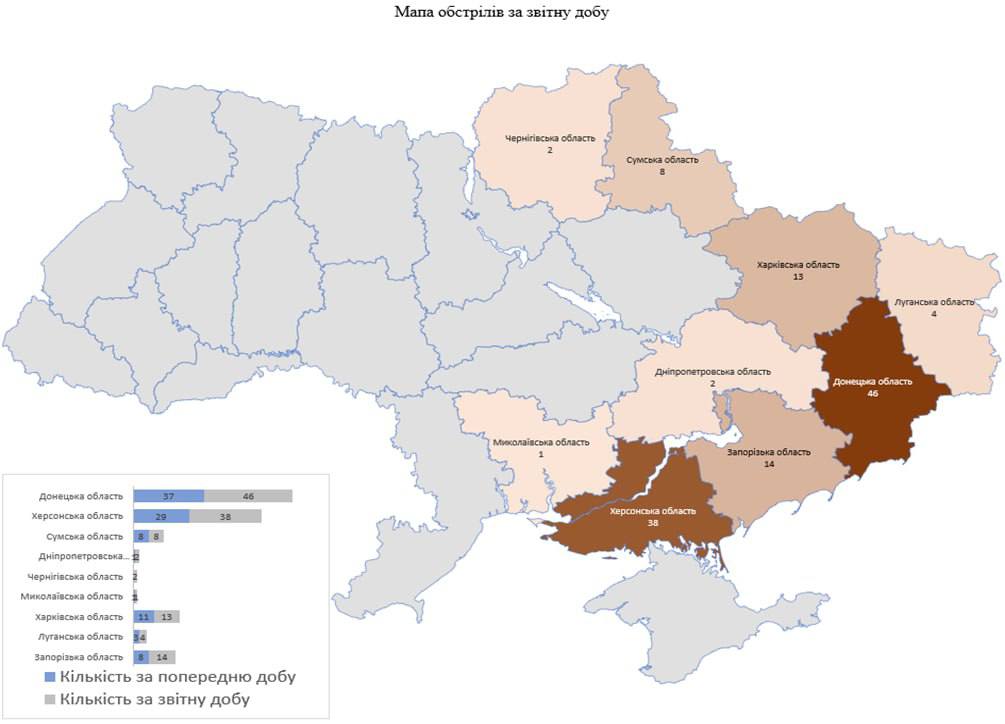 Мапа обстрілів за звітну добу
Чернігівська область
2
Сумська область
8
Харківська область
13
Луганська область
4
Дніпропетровська область
2
Донецька область
46
Миколаївська область
1
Запорізька область
14
Херсонська область
38
Донецька область 37 46
Херсонська область 29 38
Сумська область 8 8
Дніпропетровська... 2
Чернігівська область 2
Миколаївська область 1
Харківська область 11 13
Луганська область 3 4
Запорізька область 8 14
Кількість за попередню добу
Кількість за звітну добу